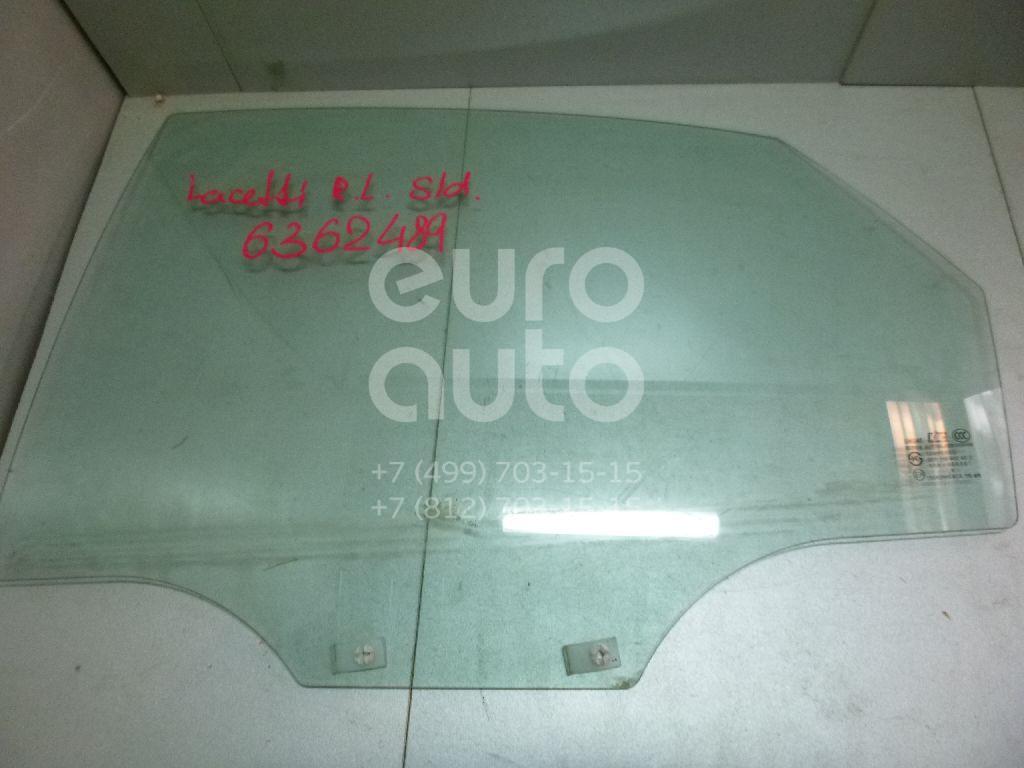 Lacetti R.L. Sld.
6362489
euro
auto
+7 (499) 703-15-15
+7 (812) 703-15-15